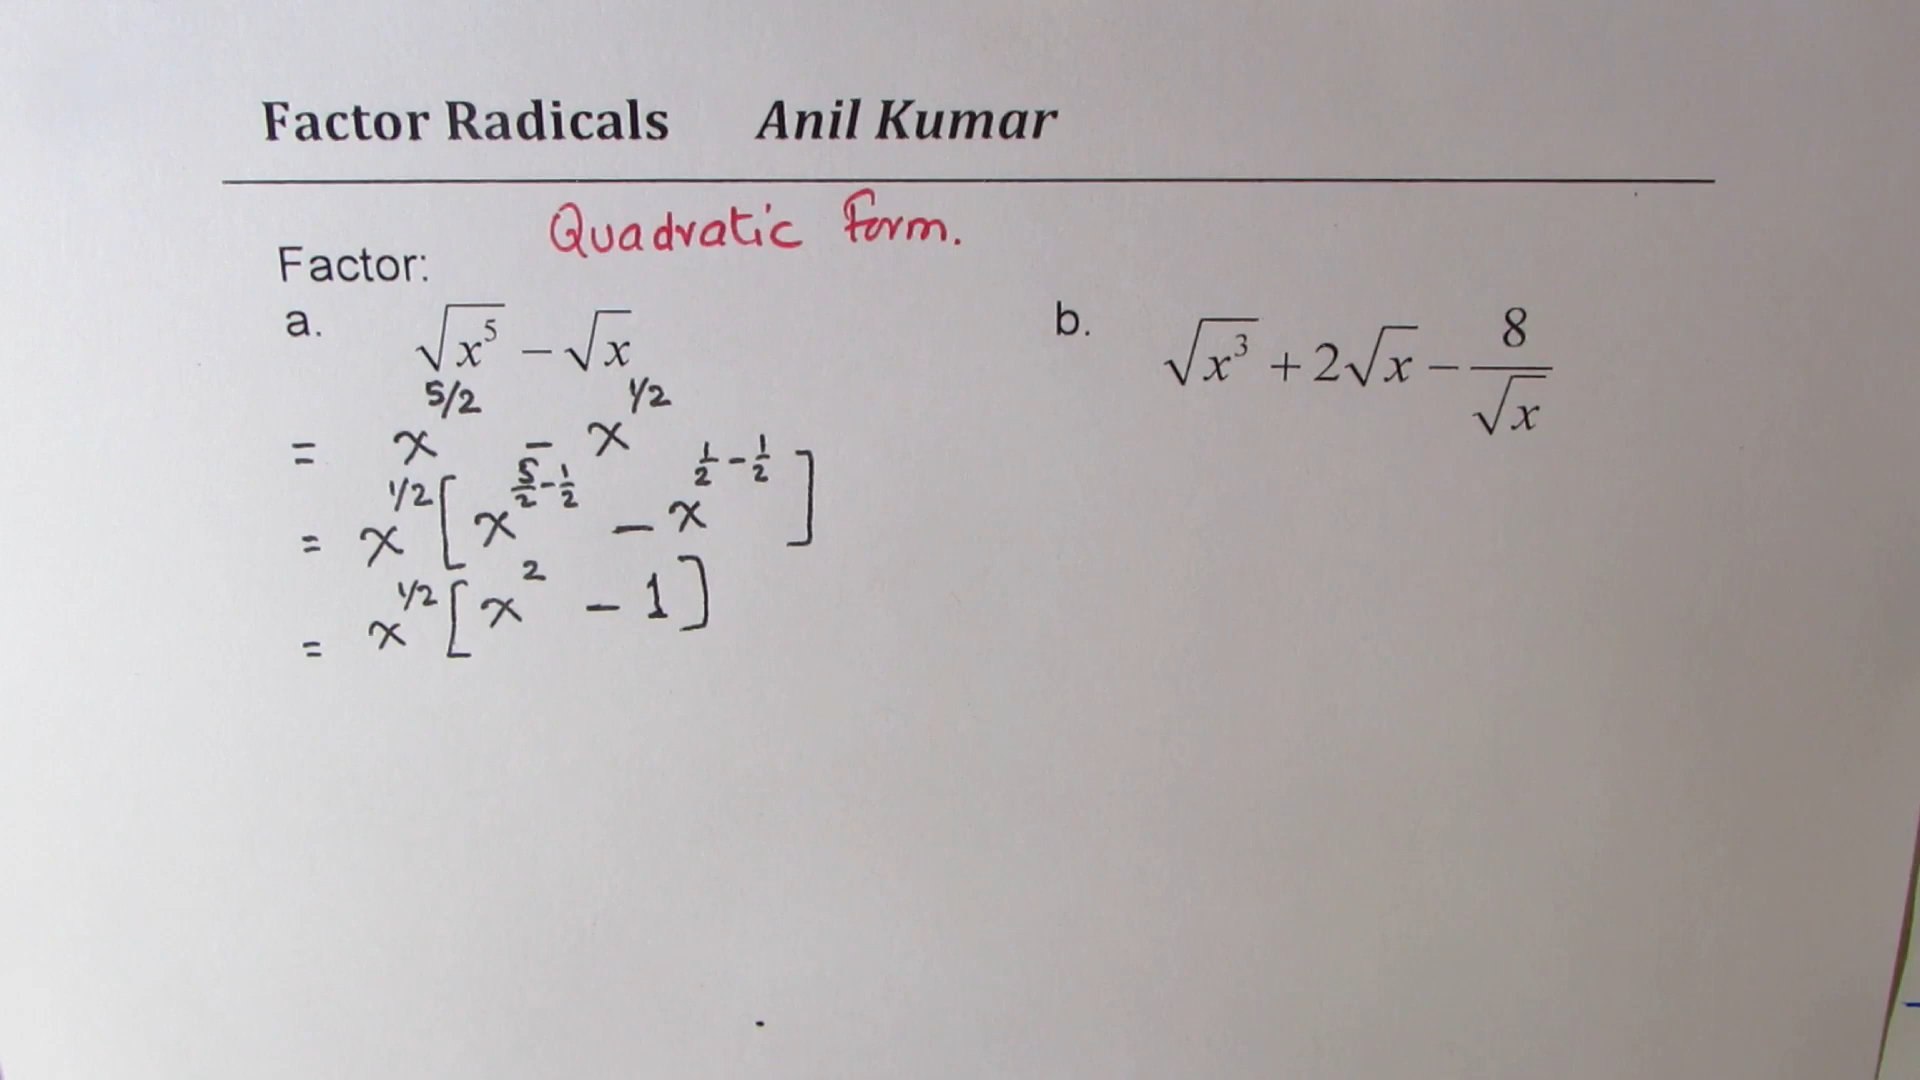 Factor Radicals Anil Kumar
Quadratic Form.
Factor:
a. √x⁵ − √x
= x^5/2 − x^1/2
= x^1/2 [ x^(5/2 − 1/2) − x^(1/2 − 1/2) ]
= x^1/2 [ x² − 1 ]
b. √x³ + 2√x − 8/√x